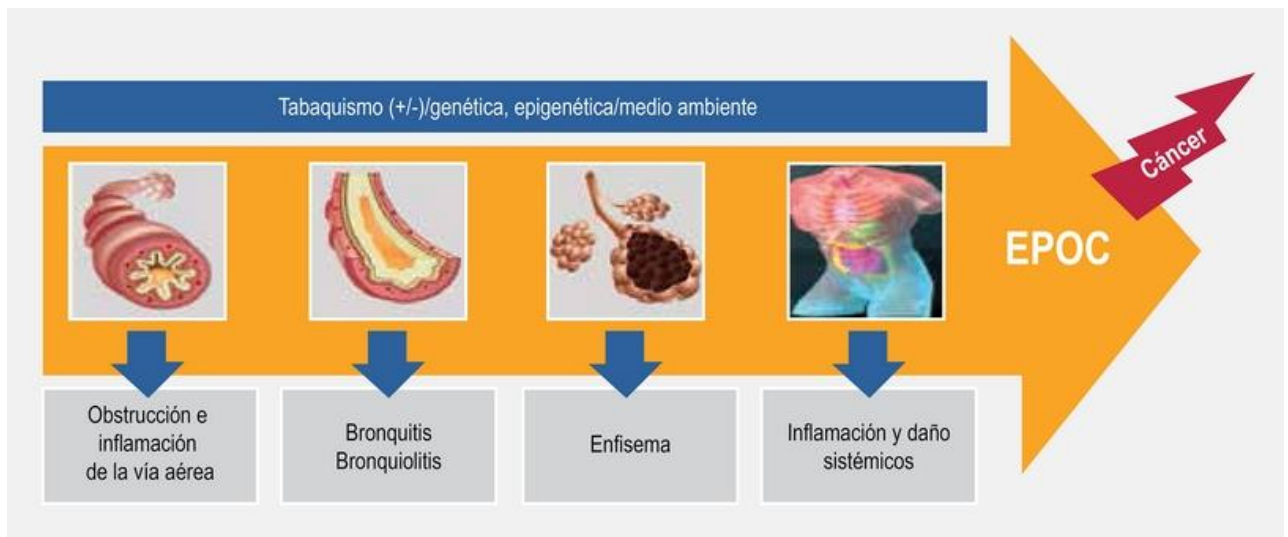 Tabaquismo (+/-)/genética, epigenética/medio ambiente
Cáncer
EPOC
Obstrucción e
inflamación
de la vía aérea
Bronquitis
Bronquiolitis
Enfisema
Inflamación y daño
sistémicos